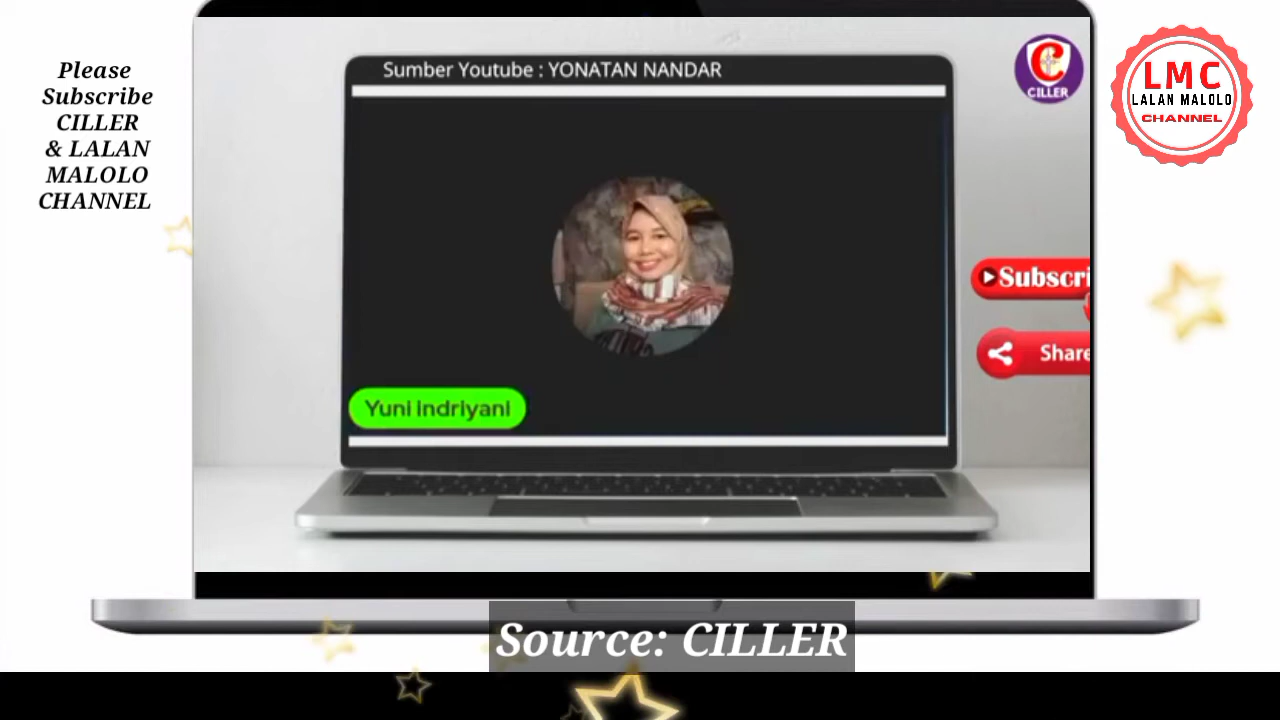 Please
Subscribe
CILLER
& LALAN
MALOLO
CHANNEL
Sumber Youtube : YONATAN NANDAR
CILLER
LMC
LALAN MALOLO
CHANNEL
Subscri
Share
Yuni Indriyani
Source: CILLER